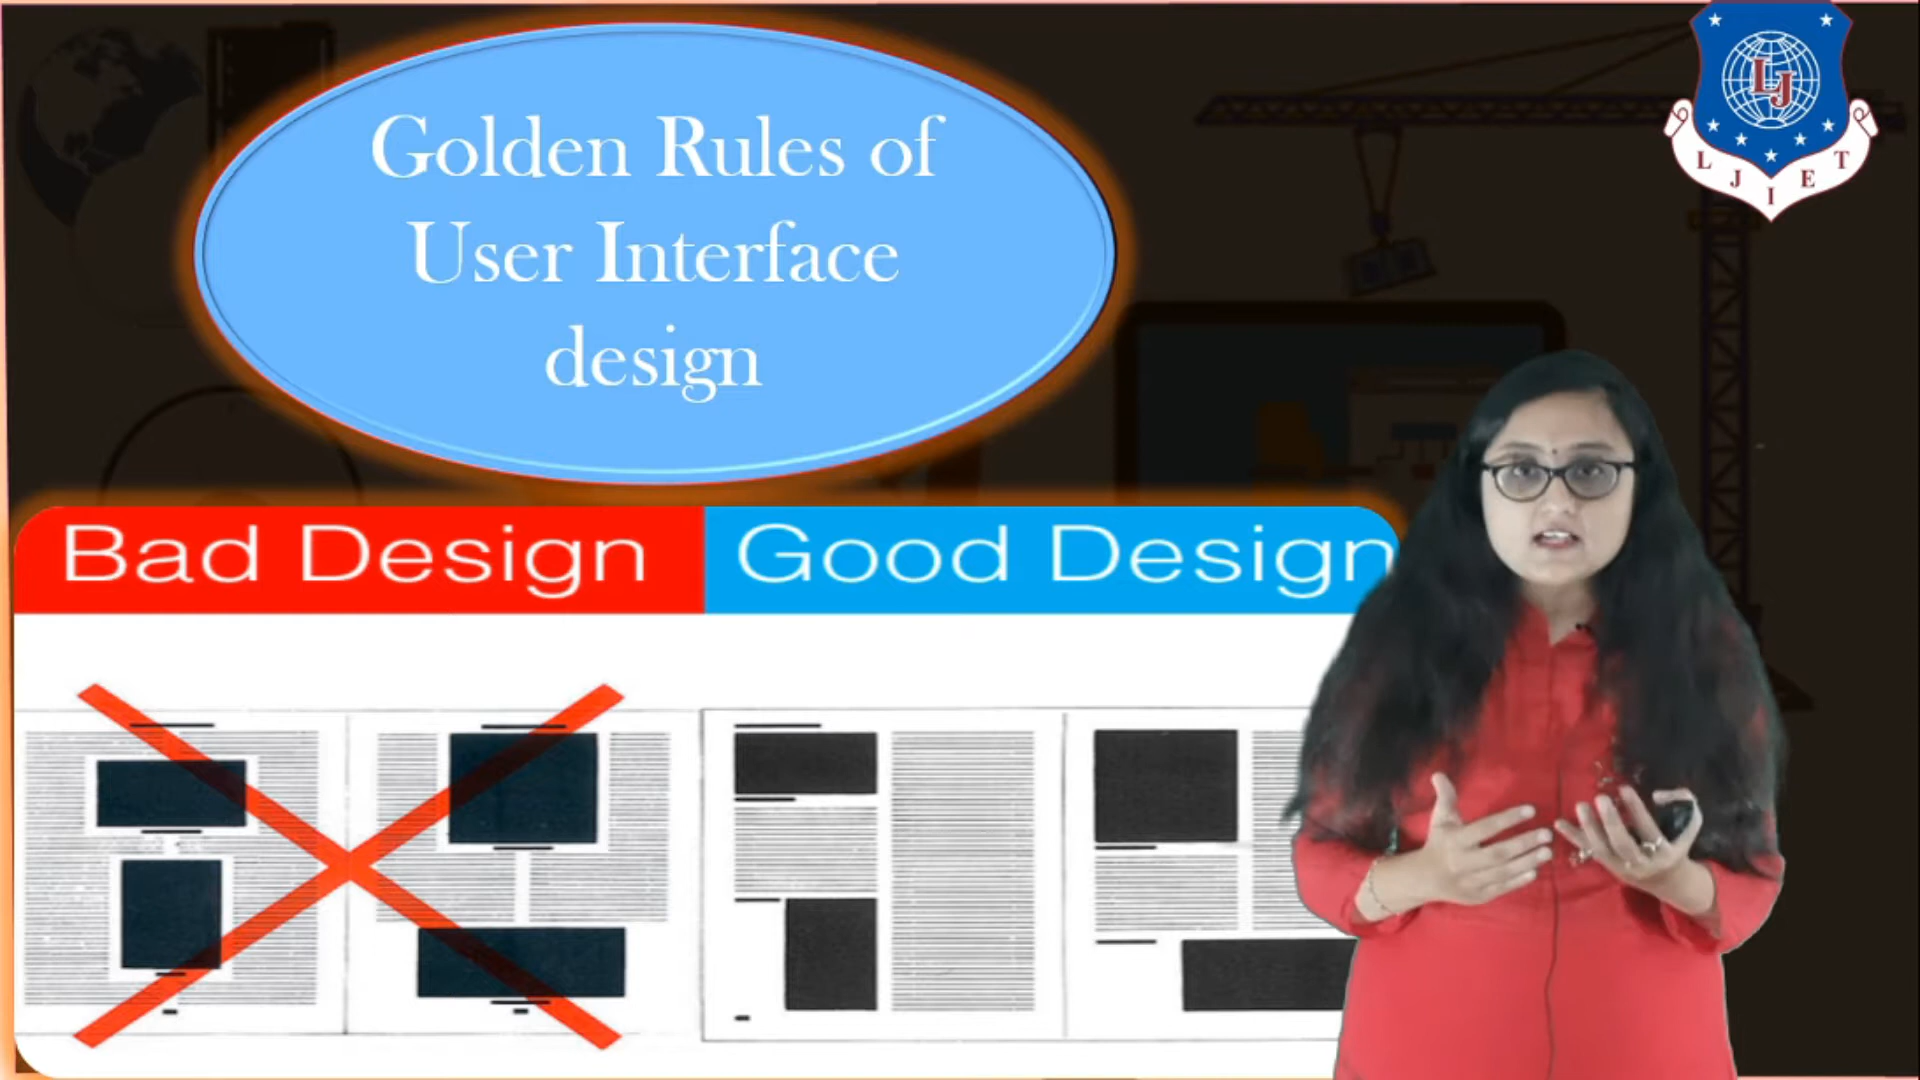 Golden Rules of
User Interface
design
LJ
L J I E T
Bad Design
Good Design